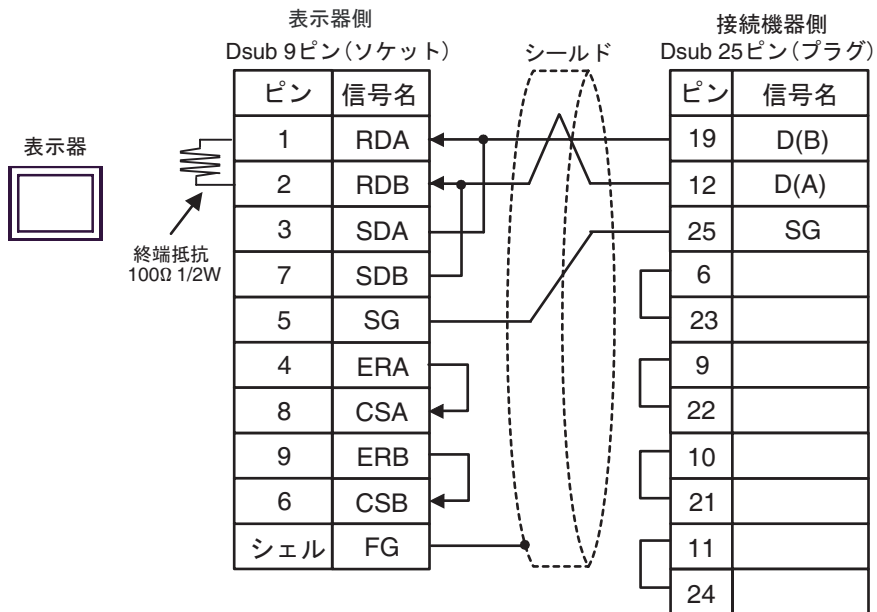 表示器側
Dsub 9ピン(ソケット)
シールド
接続機器側
Dsub 25ピン(プラグ)
表示器
終端抵抗
100Ω 1/2W
ピン 信号名
1 RDA
2 RDB
3 SDA
7 SDB
5 SG
4 ERA
8 CSA
9 ERB
6 CSB
シェル FG
ピン 信号名
19 D(B)
12 D(A)
25 SG
6
23
9
22
10
21
11
24